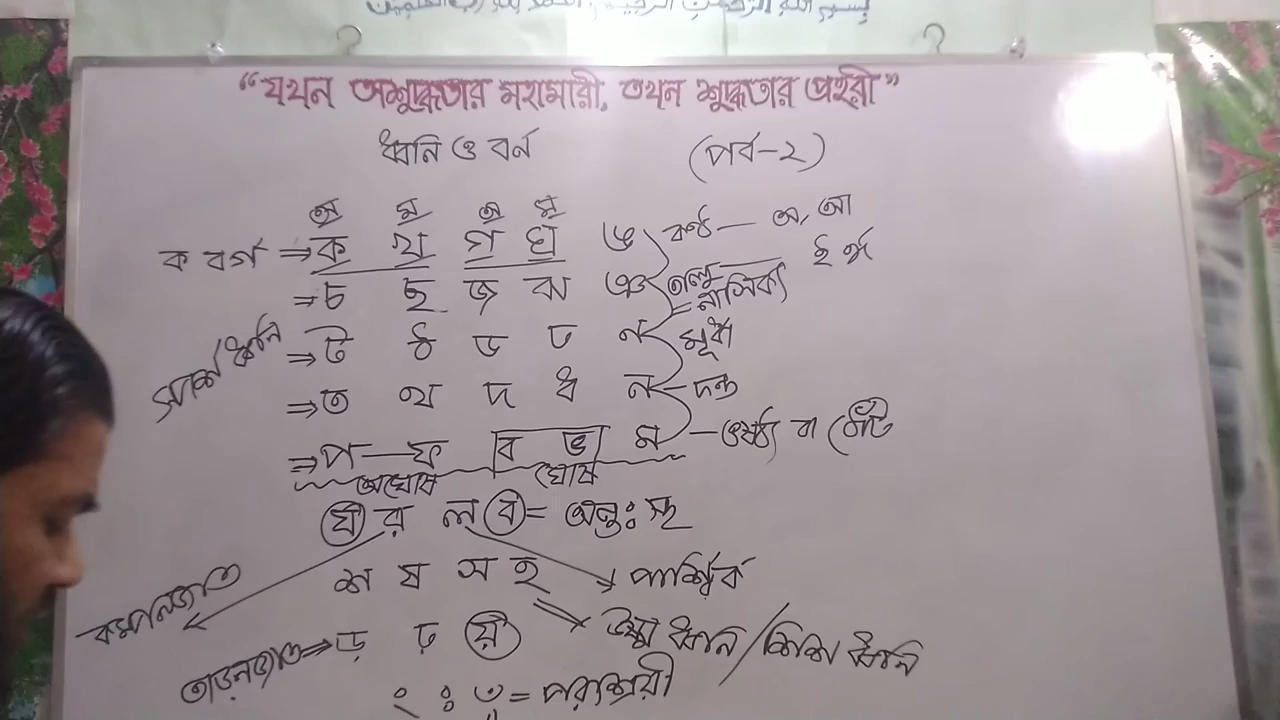 “যখন অশুদ্ধতার মহামারী, তখন শুদ্ধতার প্রহরী”
ধ্বনি ও বর্ন (পর্ব-২)
অ ম অ ম
ক বর্গ ⇒ ক খ গ ঘ ঙ কণ্ঠ — অ, আ
⇒ চ ছ জ ঝ ঞ তালু — ই ঈ
= নাসিক্য
স্পর্শ ধ্বনি ⇒ ট ঠ ড ঢ ন মূর্ধা
⇒ ত থ দ ধ ন — দন্ত
⇒ প — ফ ব ভ ম — ওষ্ঠ্য বা ঠোঁট
অঘোষ ঘোষ
য র ল ব = অন্তঃস্থ
কম্পনজাত শ ষ স হ পার্শ্বিক
তাড়নজাত ⇒ ড় ঢ় য় উষ্ম ধ্বনি / শিশ ধ্বনি
ং ঃ ঁ = পরাশ্রয়ী